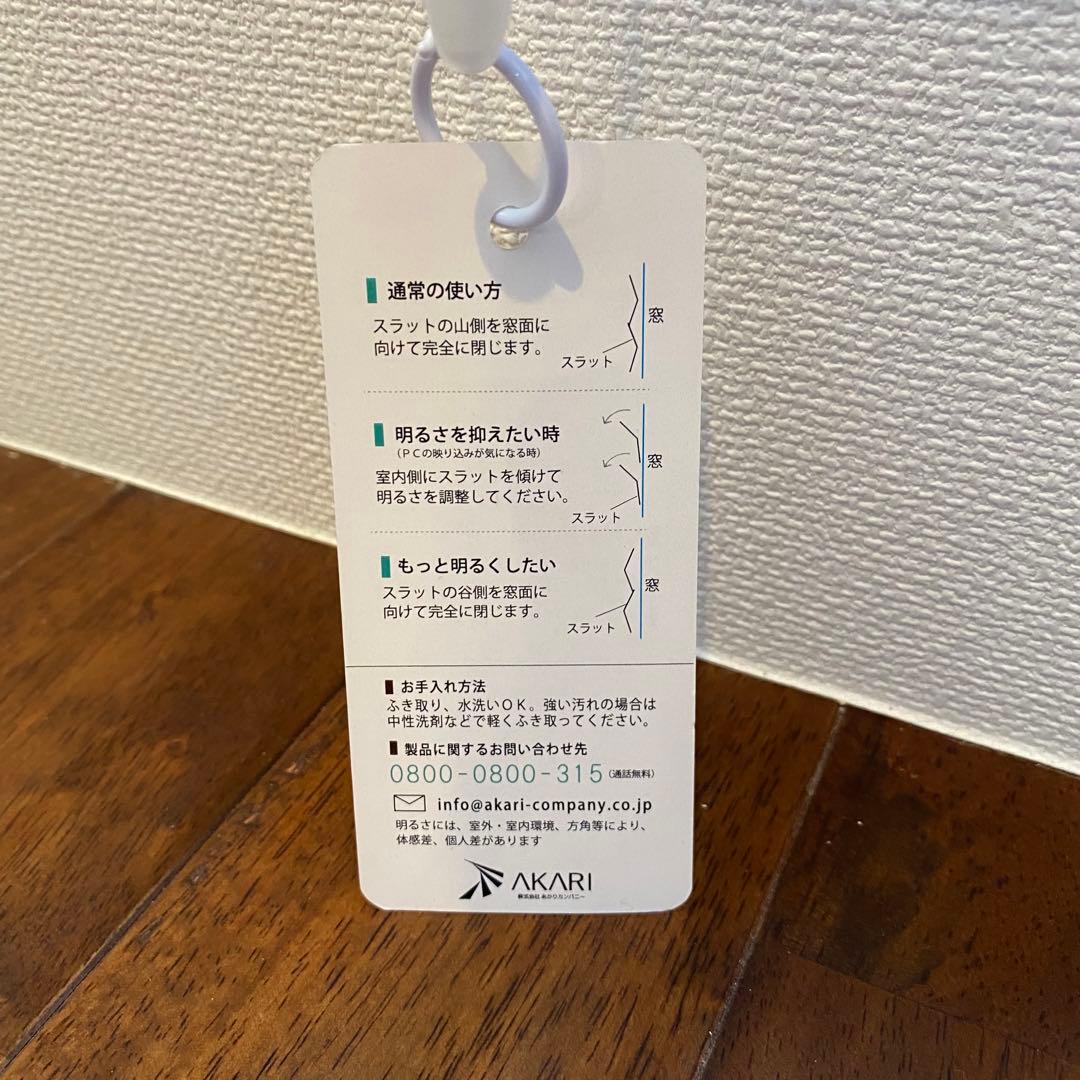 通常の使い方
スラットの山側を窓面に
向けて完全に閉じます。
窓
スラット
明るさを抑えたい時
(PCの映り込みが気になる時)
室内側にスラットを傾けて
明るさを調整してください。
窓
スラット
もっと明るくしたい
スラットの谷側を窓面に
向けて完全に閉じます。
窓
スラット
お手入れ方法
ふき取り、水洗いOK。強い汚れの場合は
中性洗剤などで軽くふき取ってください。
製品に関するお問い合わせ先
0800-0800-315(通話無料)
info@akari-company.co.jp
明るさには、室外・室内環境、方角等により、
体感差、個人差があります
AKARI
株式会社 あかりカンパニー